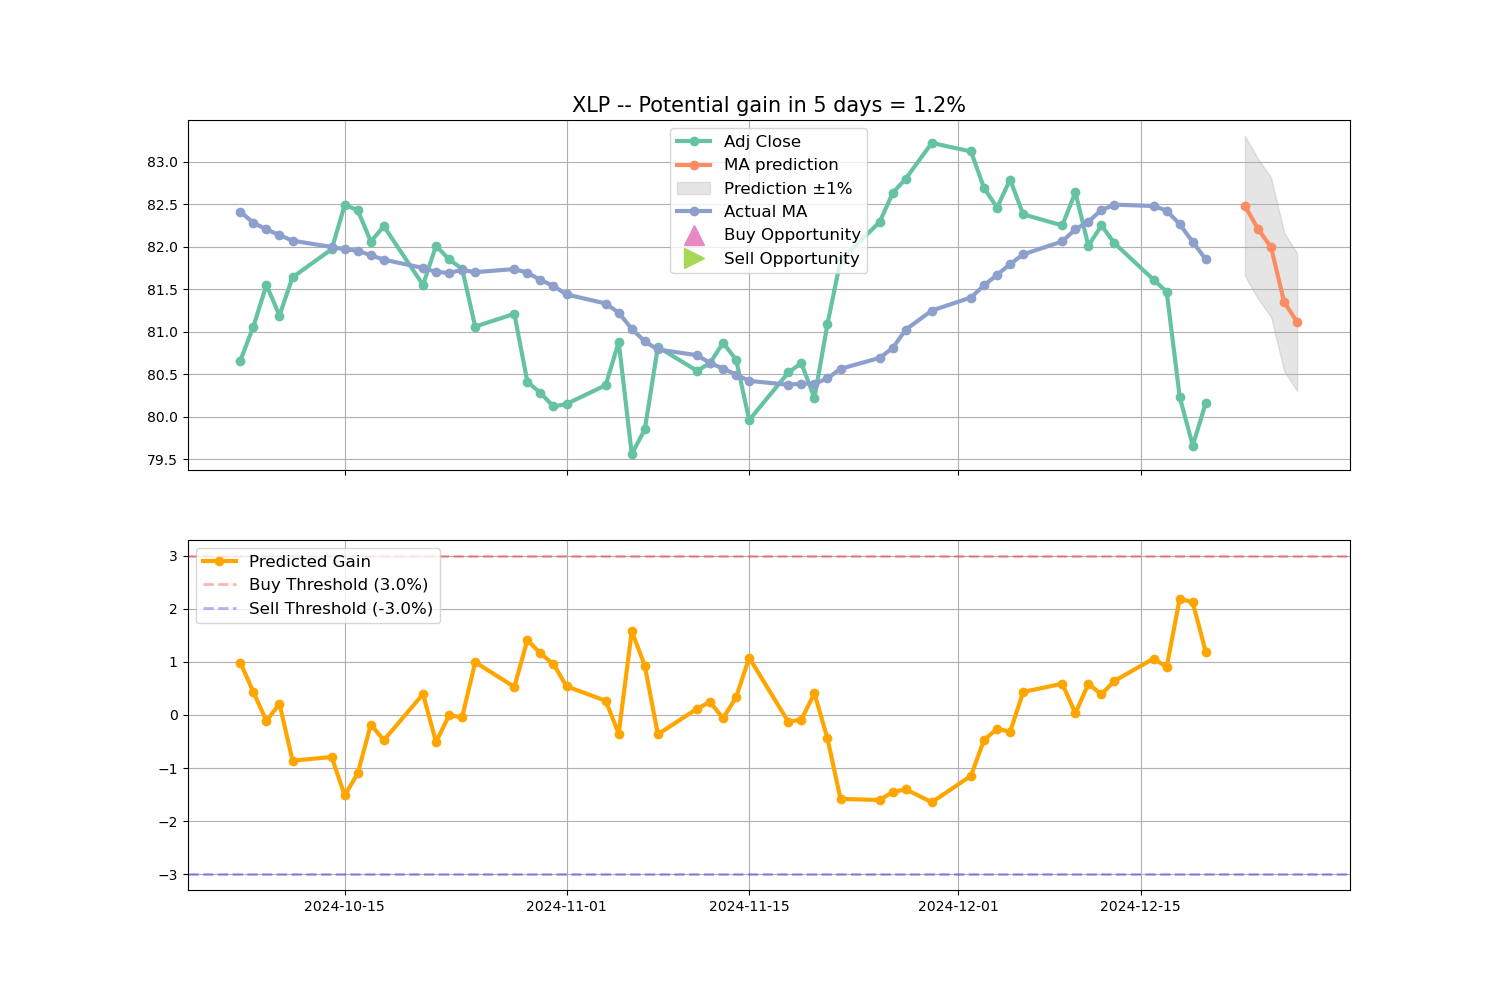 XLP -- Potential gain in 5 days = 1.2%
Adj Close
MA prediction
Prediction ±1%
Actual MA
Buy Opportunity
Sell Opportunity
83.0
82.5
82.0
81.5
81.0
80.5
80.0
79.5
Predicted Gain
Buy Threshold (3.0%)
Sell Threshold (-3.0%)
3
2
1
0
−1
−2
−3
2024-10-15
2024-11-01
2024-11-15
2024-12-01
2024-12-15